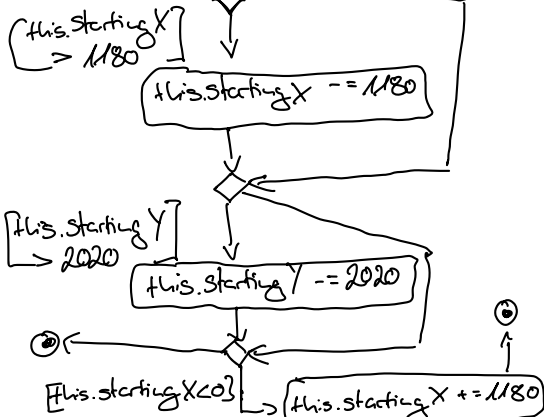 [this.startingX]
> 1180
this.startingX -= 1180
[this.startingY]
> 2020
this.startingY -= 2020
[this.startingX<0]
this.startingX += 1180